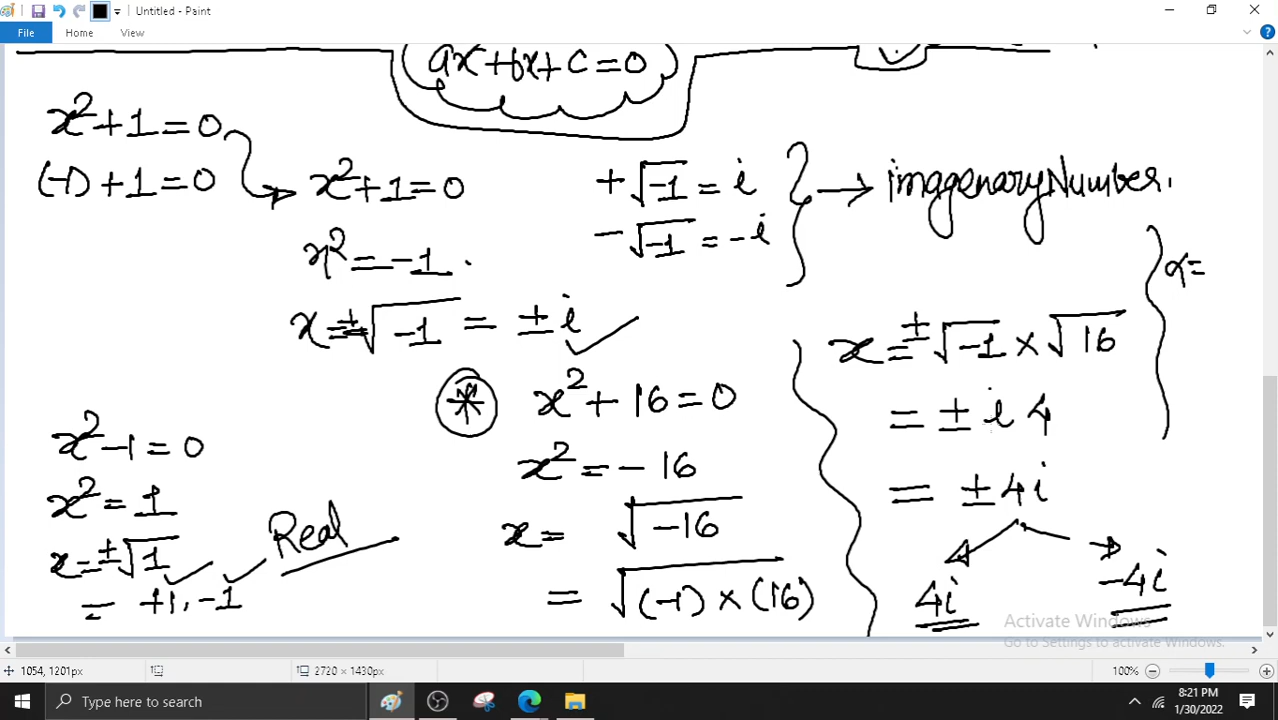 Untitled - Paint
File Home View
ax+bx+c=0
x²+1=0
(-1)+1=0
x²+1=0
x²=-1
x=±√-1 = ±i
+√-1 = i
-√-1 = -i
imagenary Number.
x²-1=0
x²=1
x=±√1
= +1, -1
Real
* x²+16=0
x²=-16
x= √-16
= √(-1)×(16)
x=±√-1×√16
= ±i4
= ±4i
4i
-4i
α=
Activate Windows
Go to Settings to activate Windows.
1054, 1201px
2720 × 1430px
100%
Type here to search
8:21 PM
1/30/2022